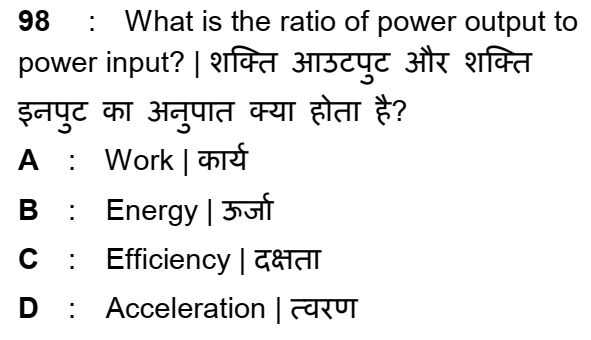 98 : What is the ratio of power output to
power input? | शक्ति आउटपुट और शक्ति
इनपुट का अनुपात क्या होता है?
A : Work | कार्य
B : Energy | ऊर्जा
C : Efficiency | दक्षता
D : Acceleration | त्वरण